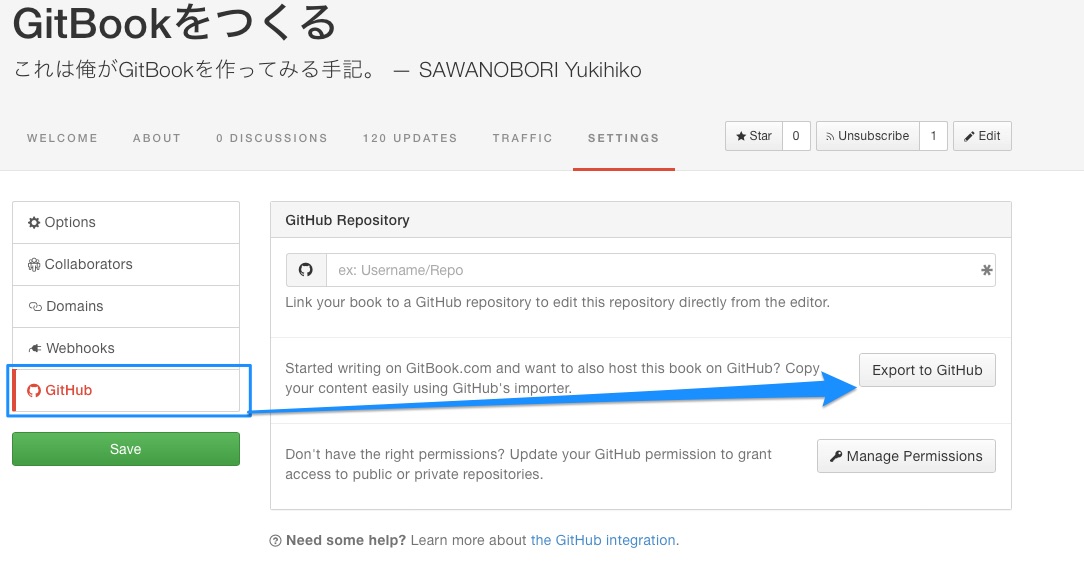 GitBookをつくる
これは俺がGitBookを作ってみる手記。 — SAWANOBORI Yukihiko
WELCOME ABOUT 0 DISCUSSIONS 120 UPDATES TRAFFIC SETTINGS Star 0 Unsubscribe 1 Edit
Options
Collaborators
Domains
Webhooks
GitHub
Save
GitHub Repository
ex: Username/Repo
Link your book to a GitHub repository to edit this repository directly from the editor.
Started writing on GitBook.com and want to also host this book on GitHub? Copy
your content easily using GitHub's importer.
Export to GitHub
Don't have the right permissions? Update your GitHub permission to grant
access to public or private repositories.
Manage Permissions
Need some help? Learn more about the GitHub integration.